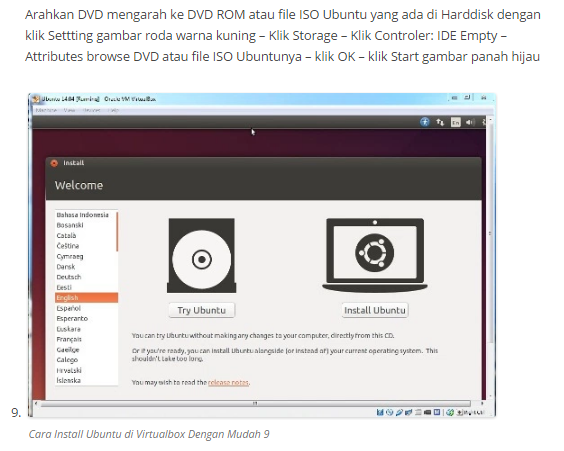 Arahkan DVD mengarah ke DVD ROM atau file ISO Ubuntu yang ada di Harddisk dengan
klik Settting gambar roda warna kuning – Klik Storage – Klik Controler: IDE Empty –
Attributes browse DVD atau file ISO Ubuntunya – klik OK – klik Start gambar panah hijau
Ubuntu 14.04 [Running] - Oracle VM VirtualBox
Machine View Devices Help
En
Install
Welcome
Bahasa Indonesia
Bosanski
Català
Čeština
Cymraeg
Dansk
Deutsch
Eesti
English
Español
Esperanto
Euskara
Français
Gaeilge
Galego
Hrvatski
Íslenska
Try Ubuntu
Install Ubuntu
You can try Ubuntu without making any changes to your computer, directly from this CD.
Or if you're ready, you can install Ubuntu alongside (or instead of) your current operating system. This
shouldn't take too long.
You may wish to read the release notes.
Right Ctrl
9.
Cara Install Ubuntu di Virtualbox Dengan Mudah 9